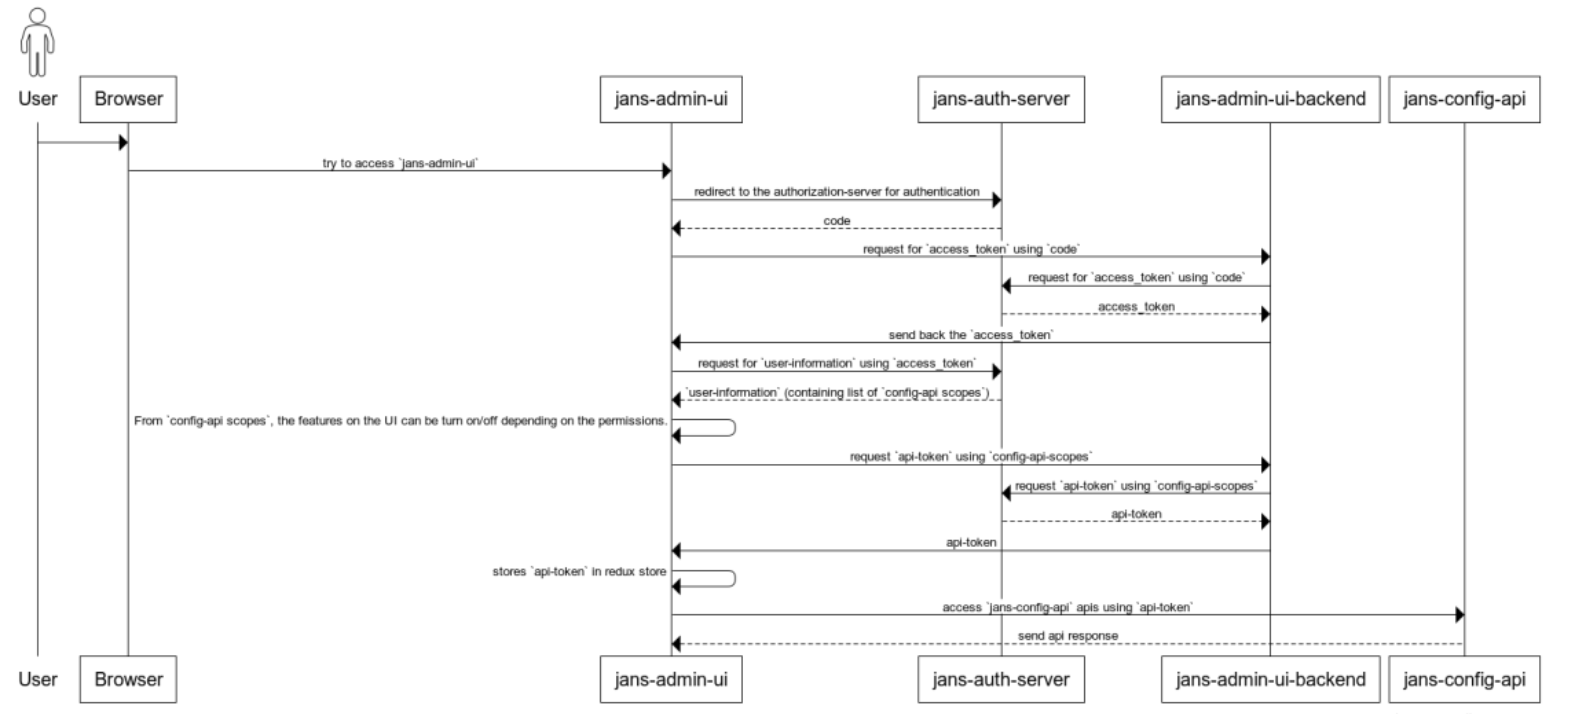 User
Browser
jans-admin-ui
jans-auth-server
jans-admin-ui-backend
jans-config-api
try to access `jans-admin-ui`
redirect to the authorization-server for authentication
code
request for `access_token` using `code`
request for `access_token` using `code`
access_token
send back the `access_token`
request for `user-information` using `access_token`
`user-information` (containing list of `config-api scopes`)
From `config-api scopes`, the features on the UI can be turn on/off depending on the permissions.
request `api-token` using `config-api-scopes`
request `api-token` using `config-api-scopes`
api-token
api-token
stores `api-token` in redux store
access `jans-config-api` apis using `api-token`
send api response
User
Browser
jans-admin-ui
jans-auth-server
jans-admin-ui-backend
jans-config-api